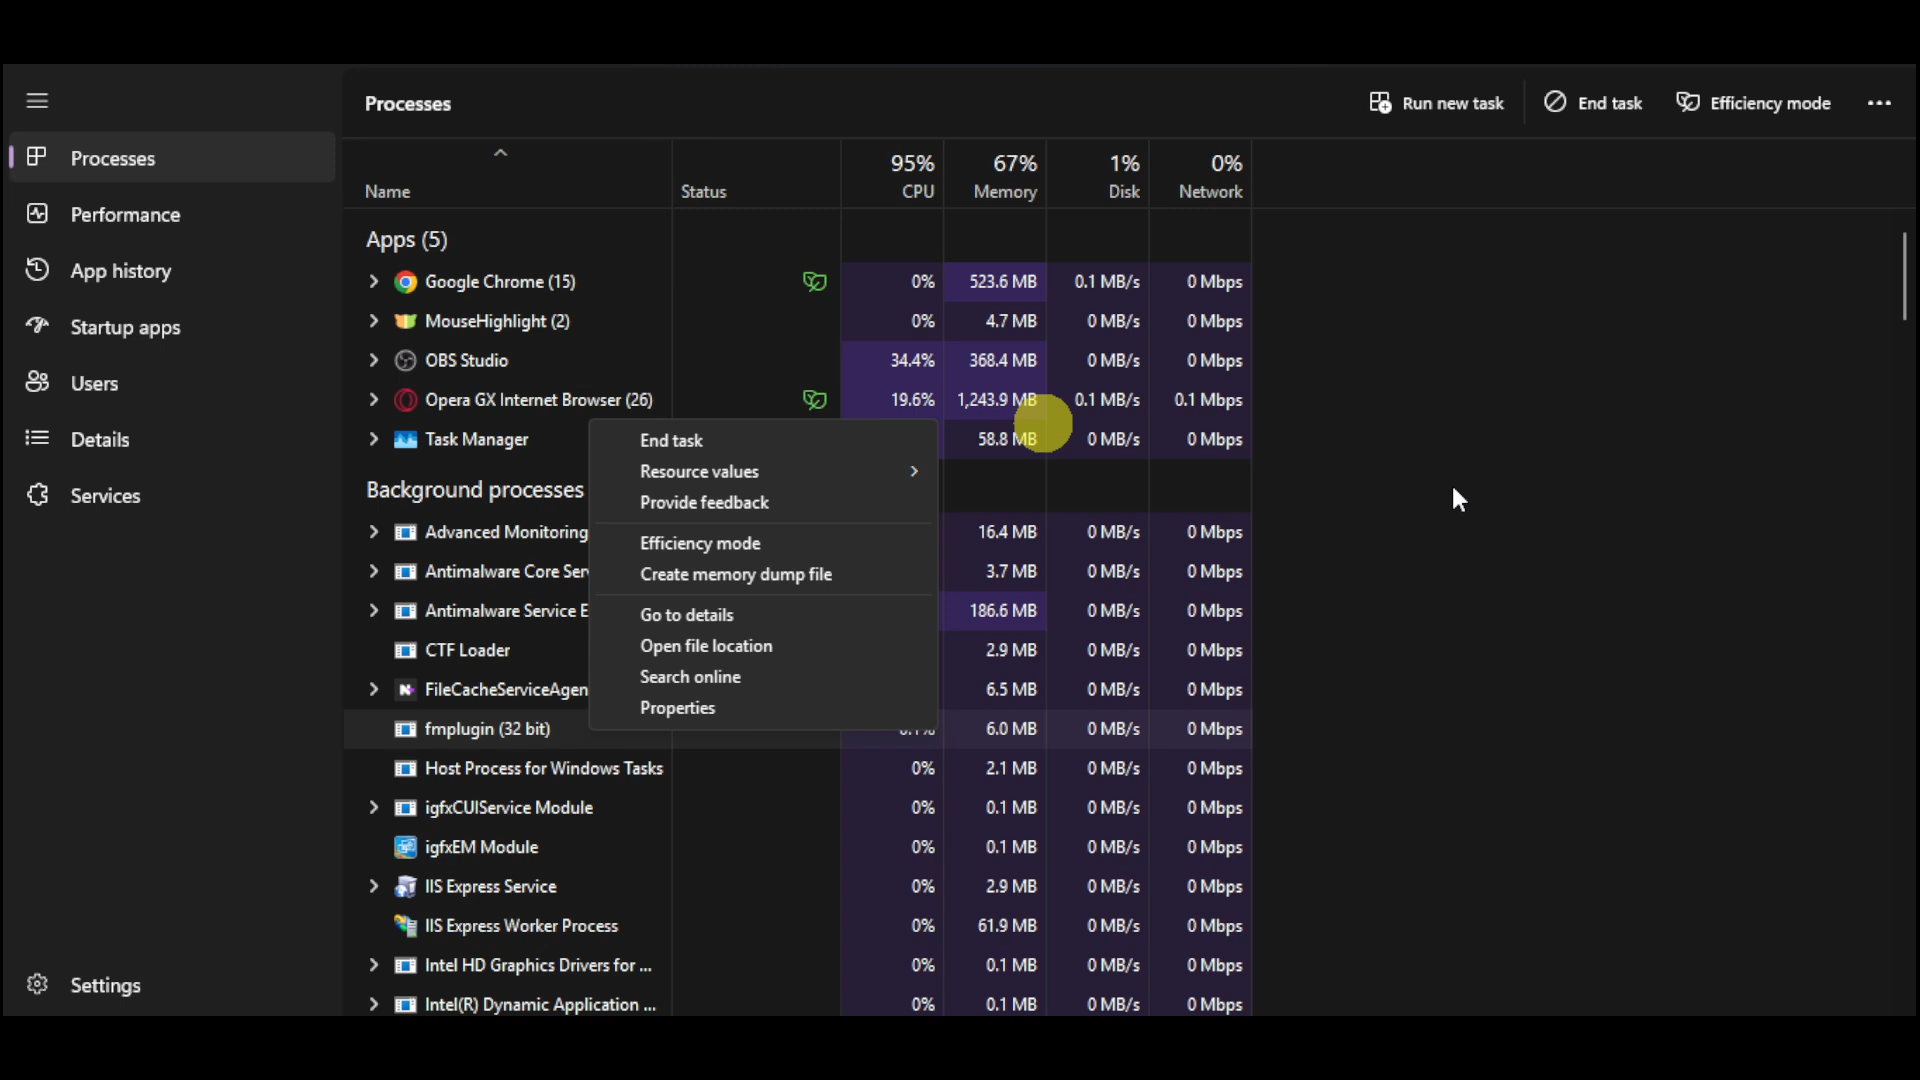 Processes
Run new task
End task
Efficiency mode
Processes
Performance
App history
Startup apps
Users
Details
Services
Settings
95% 67% 1% 0%
Name Status CPU Memory Disk Network
Apps (5)
Google Chrome (15) 0% 523.6 MB 0.1 MB/s 0 Mbps
MouseHighlight (2) 0% 4.7 MB 0 MB/s 0 Mbps
OBS Studio 34.4% 368.4 MB 0 MB/s 0 Mbps
Opera GX Internet Browser (26) 19.6% 1,243.9 MB 0.1 MB/s 0.1 Mbps
Task Manager 58.8 MB 0 MB/s 0 Mbps
Background processes
Advanced Monitoring 16.4 MB 0 MB/s 0 Mbps
Antimalware Core Ser 3.7 MB 0 MB/s 0 Mbps
Antimalware Service E 186.6 MB 0 MB/s 0 Mbps
CTF Loader 2.9 MB 0 MB/s 0 Mbps
FileCacheServiceAgen 6.5 MB 0 MB/s 0 Mbps
fmplugin (32 bit) 6.0 MB 0 MB/s 0 Mbps
Host Process for Windows Tasks 0% 2.1 MB 0 MB/s 0 Mbps
igfxCUIService Module 0% 0.1 MB 0 MB/s 0 Mbps
igfxEM Module 0% 0.1 MB 0 MB/s 0 Mbps
IIS Express Service 0% 2.9 MB 0 MB/s 0 Mbps
IIS Express Worker Process 0% 61.9 MB 0 MB/s 0 Mbps
Intel HD Graphics Drivers for ... 0% 0.1 MB 0 MB/s 0 Mbps
Intel(R) Dynamic Application ... 0% 0.1 MB 0 MB/s 0 Mbps
End task
Resource values
Provide feedback
Efficiency mode
Create memory dump file
Go to details
Open file location
Search online
Properties